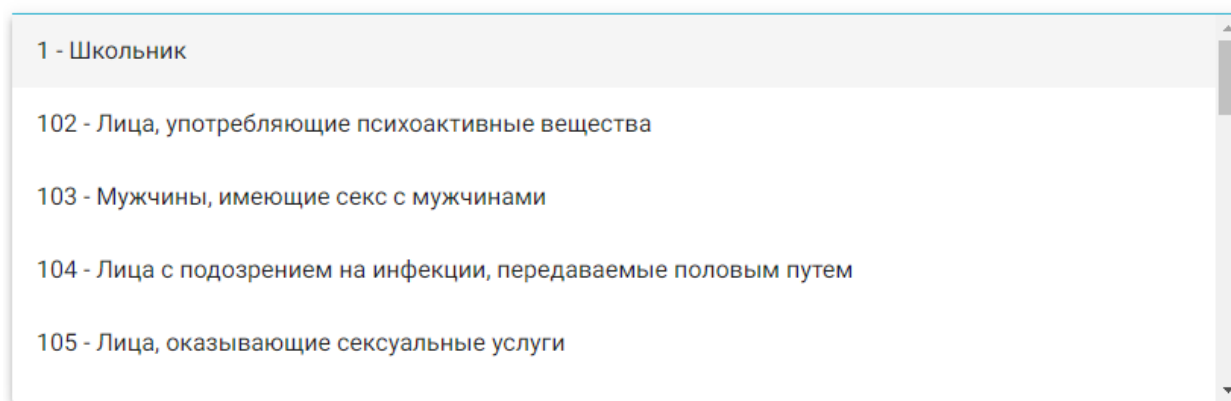 1 - Школьник
102 - Лица, употребляющие психоактивные вещества
103 - Мужчины, имеющие секс с мужчинами
104 - Лица с подозрением на инфекции, передаваемые половым путем
105 - Лица, оказывающие сексуальные услуги